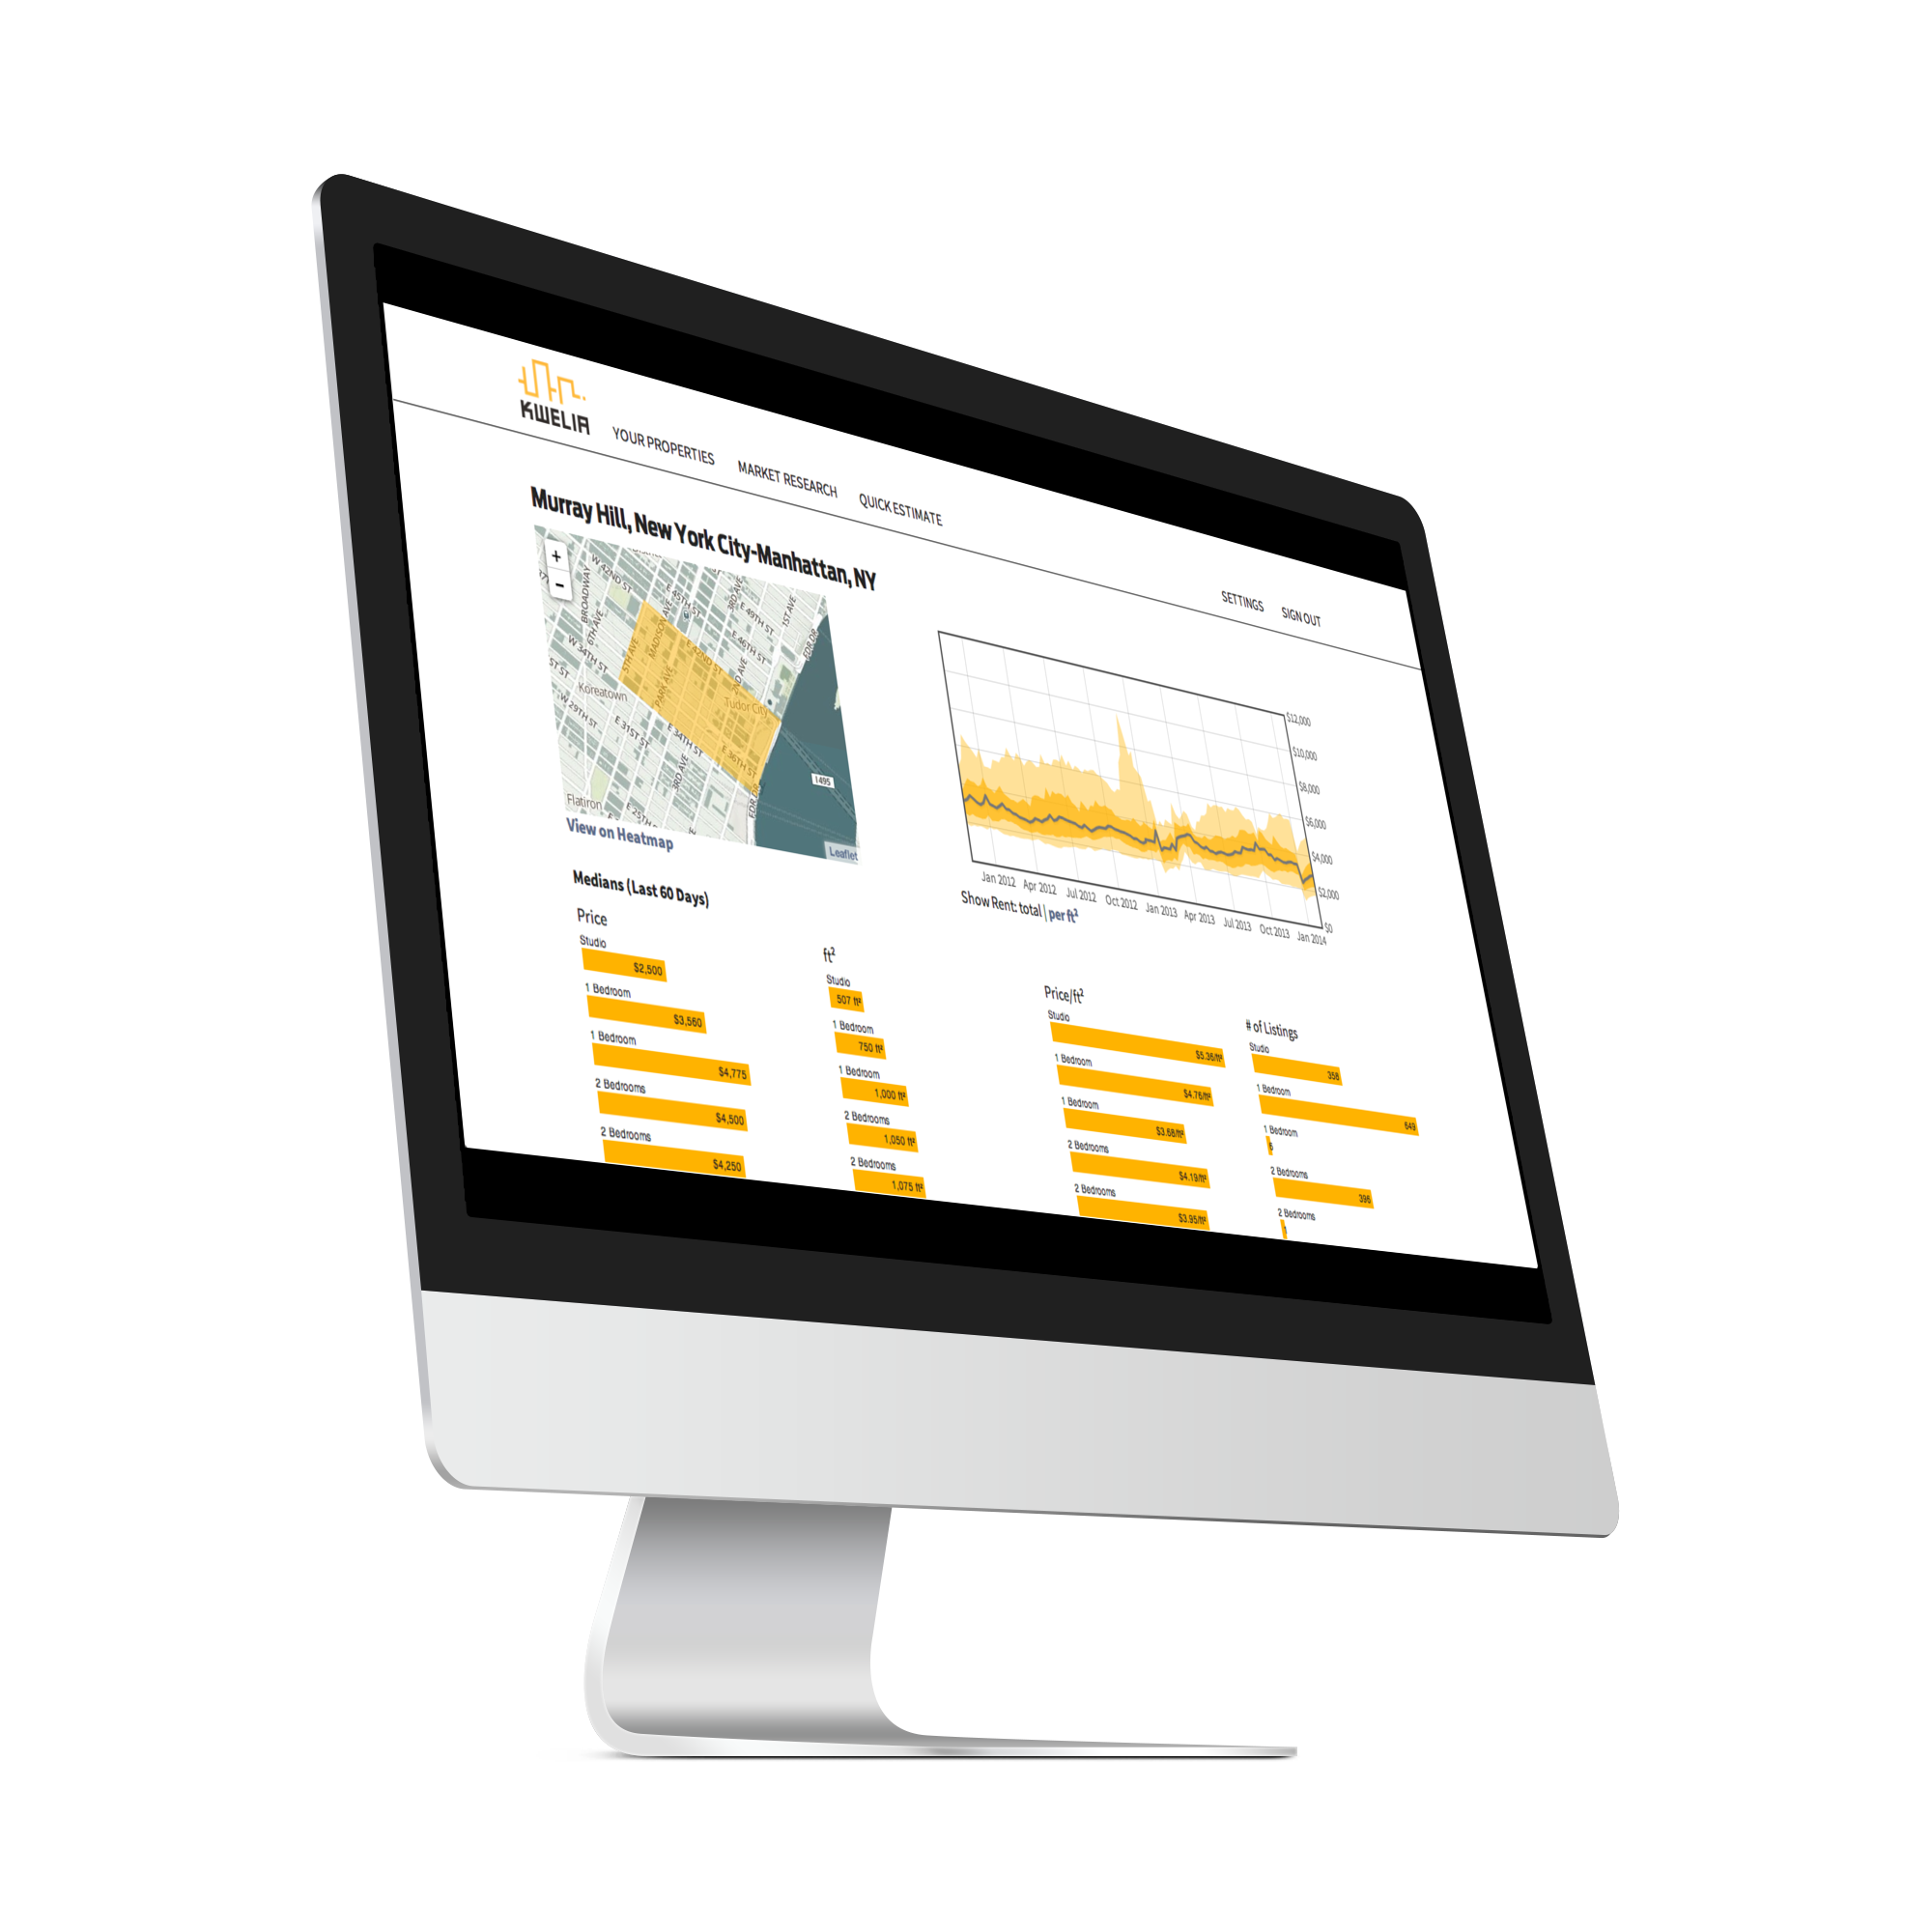 KWELIA
YOUR PROPERTIES
MARKET RESEARCH
QUICK ESTIMATE
SETTINGS
SIGN OUT
Murray Hill, New York City-Manhattan, NY
+
−
W 42ND ST
BROADWAY
6TH AVE
W 34TH ST
Koreatown
W 29TH ST
E 31ST ST
Flatiron
5TH AVE
MADISON AVE
PARK AVE
E 45TH ST
E 42ND ST
3RD AVE
E 49TH ST
E 46TH ST
2ND AVE
1ST AVE
FDR DR
Tudor City
E 34TH ST
E 36TH ST
3RD AVE
E 25TH
FDR DR
I 495
Leaflet
View on Heatmap
$12,000
$10,000
$8,000
$6,000
$4,000
$2,000
$0
Jan 2012
Apr 2012
Jul 2012
Oct 2012
Jan 2013
Apr 2013
Jul 2013
Oct 2013
Jan 2014
Show Rent: total | per ft²
Medians (Last 60 Days)
Price
Studio
$2,500
1 Bedroom
$3,560
1 Bedroom
$4,775
2 Bedrooms
$4,500
2 Bedrooms
$4,250
ft²
Studio
507 ft²
1 Bedroom
750 ft²
1 Bedroom
1,000 ft²
2 Bedrooms
1,050 ft²
2 Bedrooms
1,075 ft²
Price/ft²
Studio
$5.36/ft²
1 Bedroom
$4.76/ft²
1 Bedroom
$3.68/ft²
2 Bedrooms
$4.19/ft²
2 Bedrooms
$3.95/ft²
# of Listings
Studio
358
1 Bedroom
649
1 Bedroom
2 Bedrooms
396
2 Bedrooms